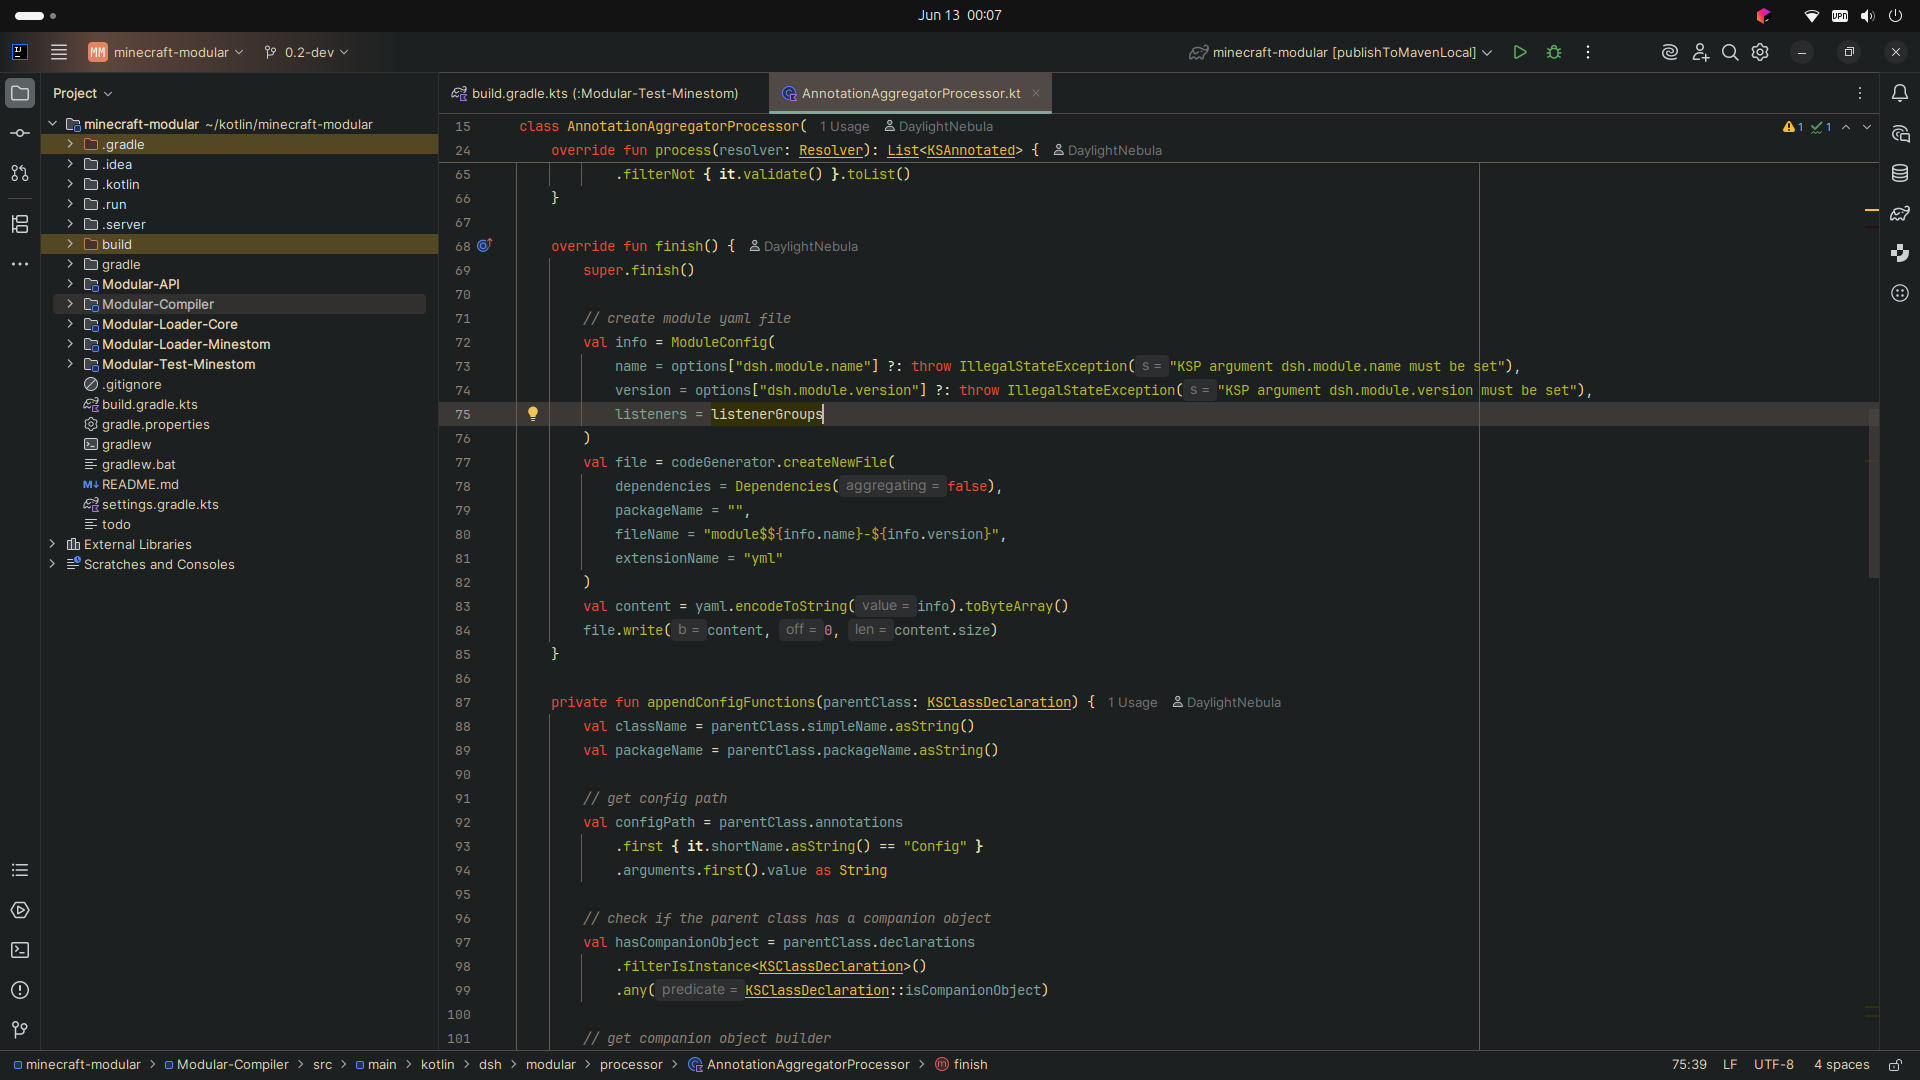 Jun 13 00:07
MM minecraft-modular 0.2-dev minecraft-modular [publishToMavenLocal]
Project
build.gradle.kts (:Modular-Test-Minestom) AnnotationAggregatorProcessor.kt
minecraft-modular ~/kotlin/minecraft-modular
.gradle
.idea
.kotlin
.run
.server
build
gradle
Modular-API
Modular-Compiler
Modular-Loader-Core
Modular-Loader-Minestom
Modular-Test-Minestom
.gitignore
build.gradle.kts
gradle.properties
gradlew
gradlew.bat
README.md
settings.gradle.kts
todo
External Libraries
Scratches and Consoles
15 class AnnotationAggregatorProcessor( 1 Usage DaylightNebula 1 1
24 override fun process(resolver: Resolver): List<KSAnnotated> { DaylightNebula
65 .filterNot { it.validate() }.toList()
66 }
67
68 override fun finish() { DaylightNebula
69 super.finish()
70
71 // create module yaml file
72 val info = ModuleConfig(
73 name = options["dsh.module.name"] ?: throw IllegalStateException( s = "KSP argument dsh.module.name must be set"),
74 version = options["dsh.module.version"] ?: throw IllegalStateException( s = "KSP argument dsh.module.version must be set"),
75 listeners = listenerGroups
76 )
77 val file = codeGenerator.createNewFile(
78 dependencies = Dependencies( aggregating = false),
79 packageName = "",
80 fileName = "module$${info.name}-${info.version}",
81 extensionName = "yml"
82 )
83 val content = yaml.encodeToString( value = info).toByteArray()
84 file.write( b = content, off = 0, len = content.size)
85 }
86
87 private fun appendConfigFunctions(parentClass: KSClassDeclaration) { 1 Usage DaylightNebula
88 val className = parentClass.simpleName.asString()
89 val packageName = parentClass.packageName.asString()
90
91 // get config path
92 val configPath = parentClass.annotations
93 .first { it.shortName.asString() == "Config" }
94 .arguments.first().value as String
95
96 // check if the parent class has a companion object
97 val hasCompanionObject = parentClass.declarations
98 .filterIsInstance<KSClassDeclaration>()
99 .any( predicate = KSClassDeclaration::isCompanionObject)
100
101 // get companion object builder
minecraft-modular > Modular-Compiler > src > main > kotlin > dsh > modular > processor > AnnotationAggregatorProcessor > finish 75:39 LF UTF-8 4 spaces